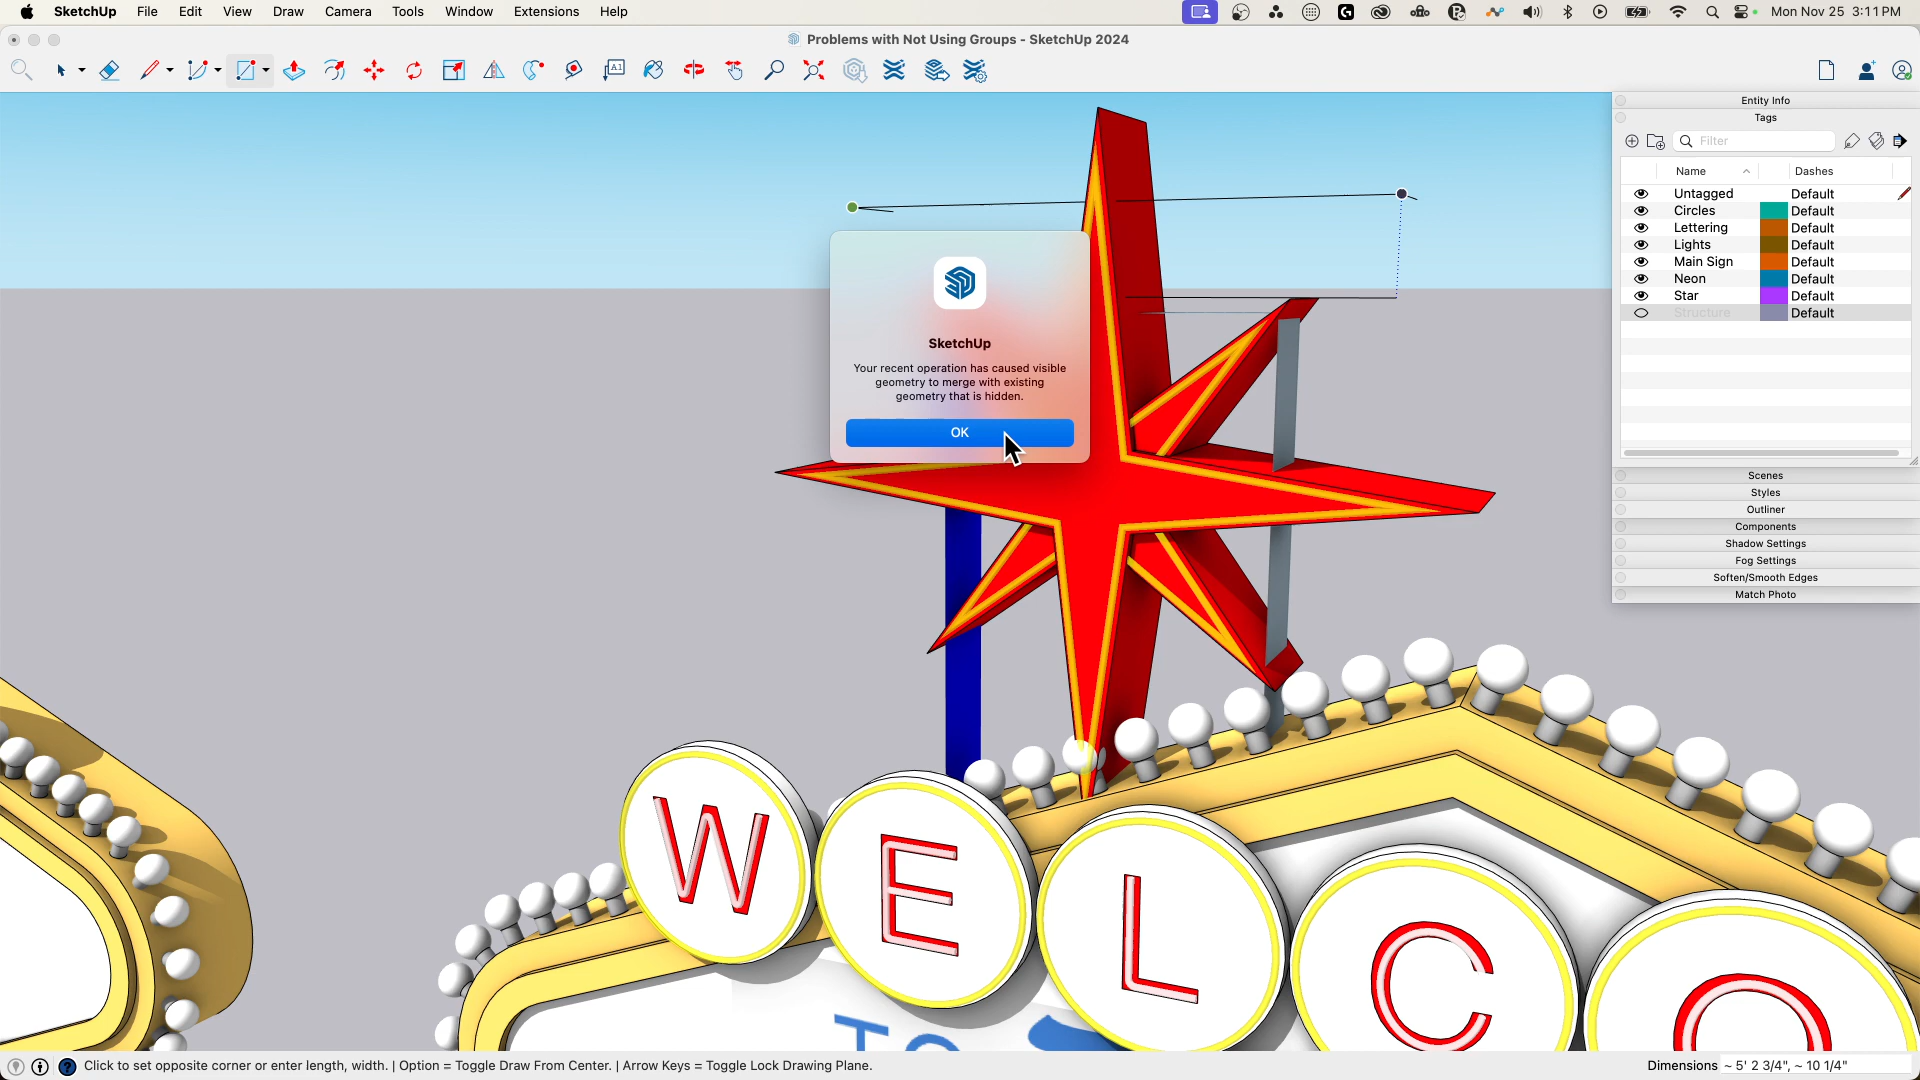 SketchUp File Edit View Draw Camera Tools Window Extensions Help Mon Nov 25 3:11 PM
Problems with Not Using Groups - SketchUp 2024
A1
Entity Info
Tags
Filter
Name Dashes
Untagged Default
Circles Default
Lettering Default
Lights Default
Main Sign Default
Neon Default
Star Default
Structure Default
Scenes
Styles
Outliner
Components
Shadow Settings
Fog Settings
Soften/Smooth Edges
Match Photo
SketchUp
Your recent operation has caused visible
geometry to merge with existing
geometry that is hidden.
OK
WELCO
TO
Click to set opposite corner or enter length, width. | Option = Toggle Draw From Center. | Arrow Keys = Toggle Lock Drawing Plane. Dimensions ~ 5' 2 3/4", ~ 10 1/4"